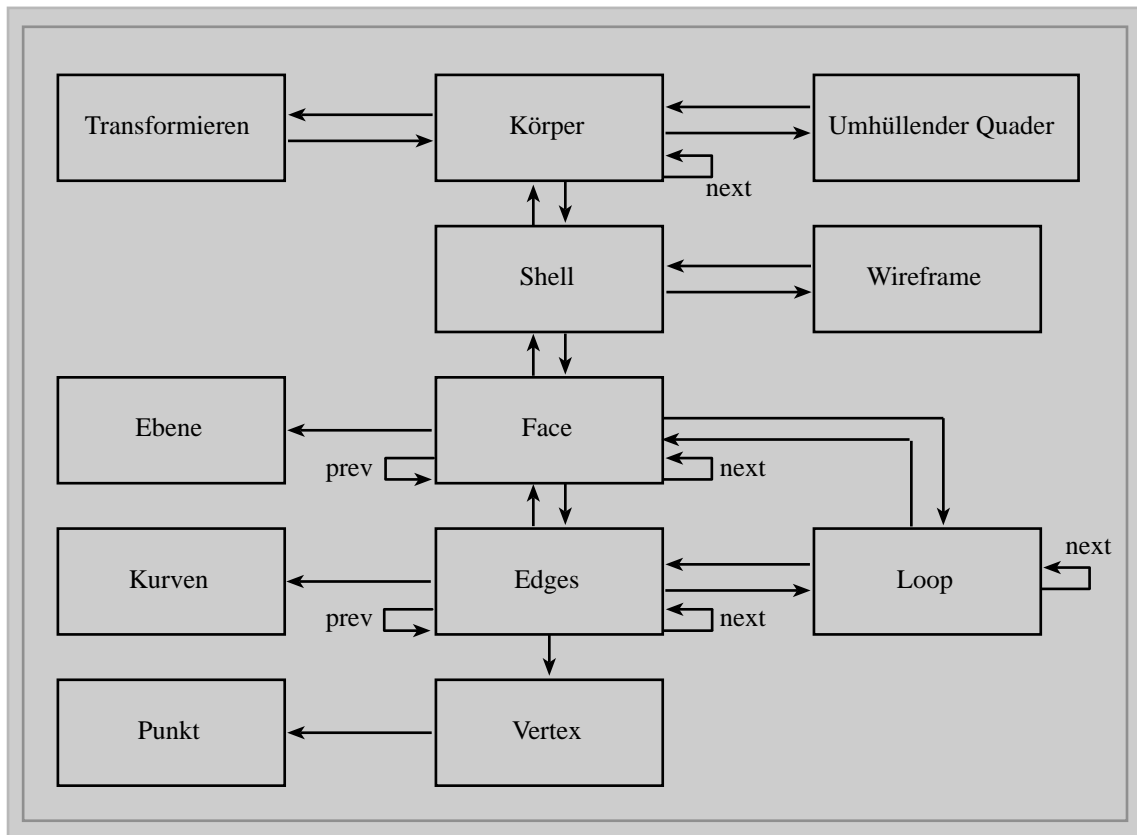 Transformieren
Körper
Umhüllender Quader
next
Shell
Wireframe
Ebene
Face
prev
next
Kurven
Edges
Loop
next
prev
next
Punkt
Vertex